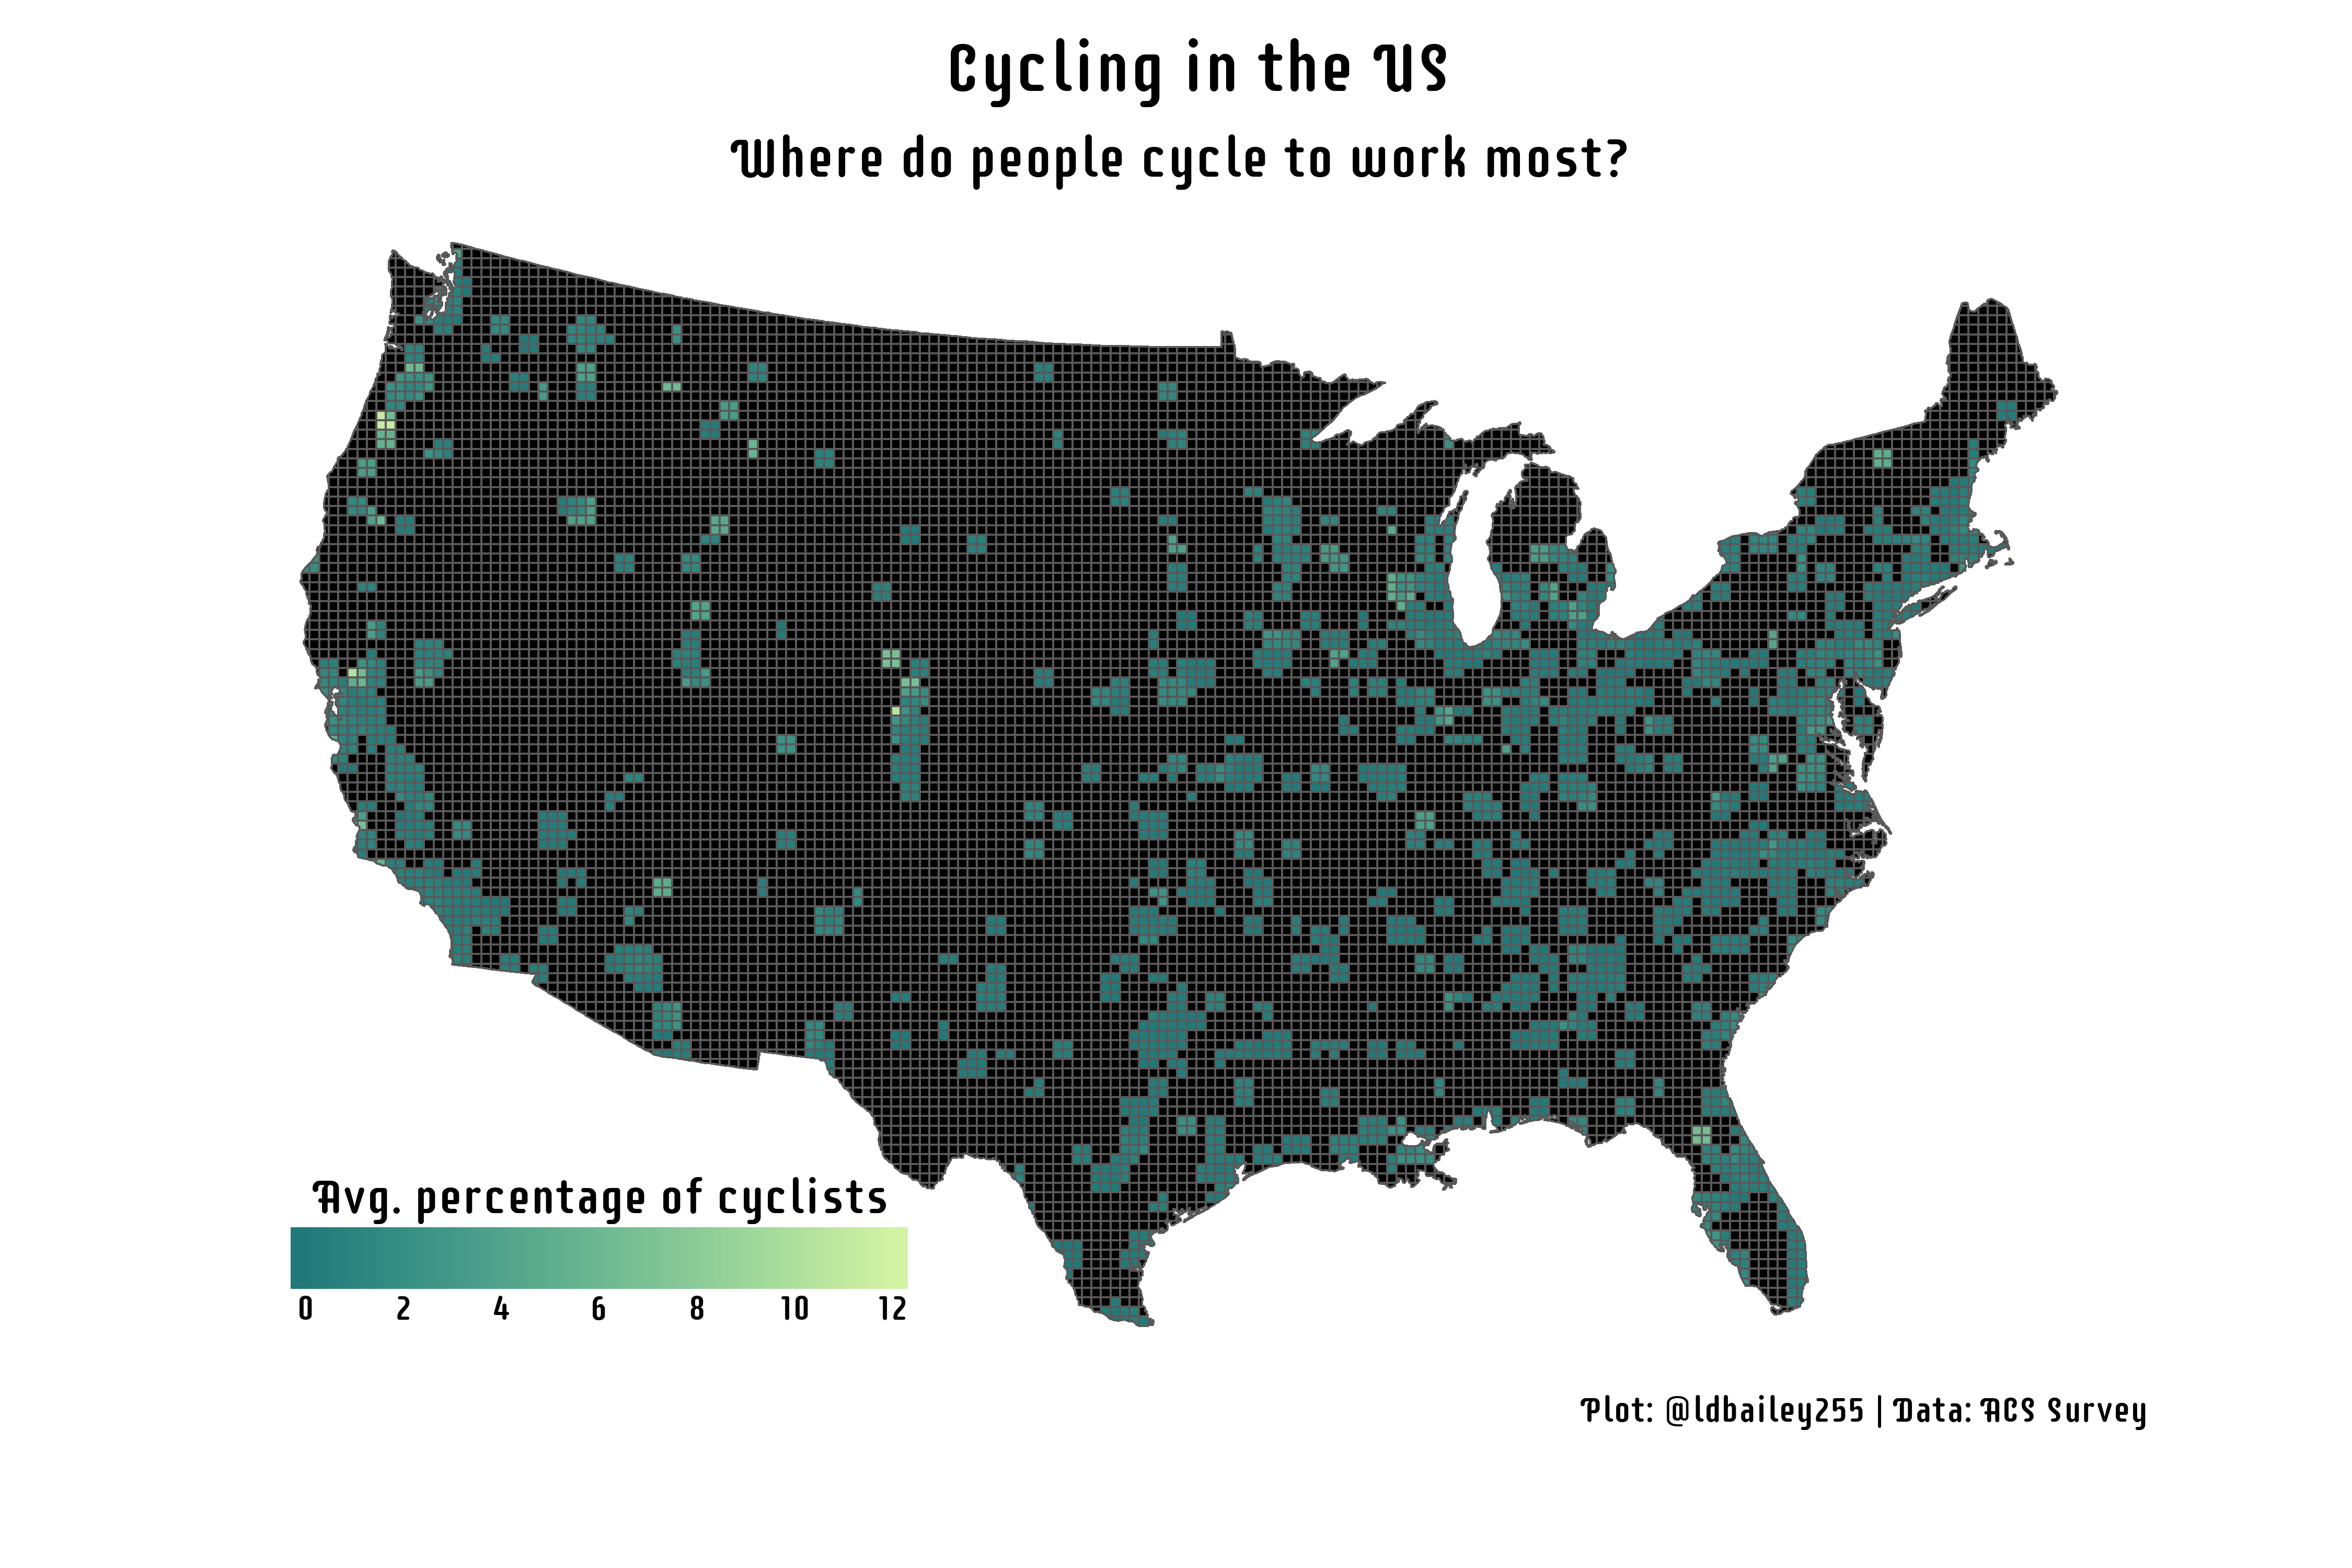 Cycling in the US
Where do people cycle to work most?
Avg. percentage of cyclists
0 2 4 6 8 10 12
Plot: @ldbailey255 | Data: ACS Survey